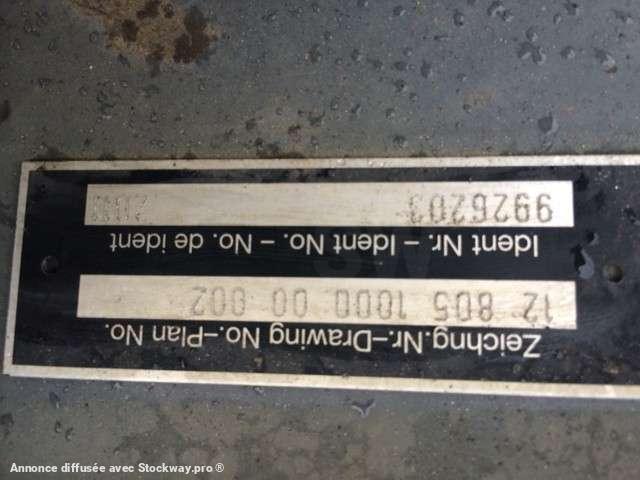 Zeichng.Nr.–Drawing No.–Plan No.
12 805 1000 00 002
Ident Nr. – Ident No. – No. de ident
9926203
Annonce diffusée avec Stockway.pro®